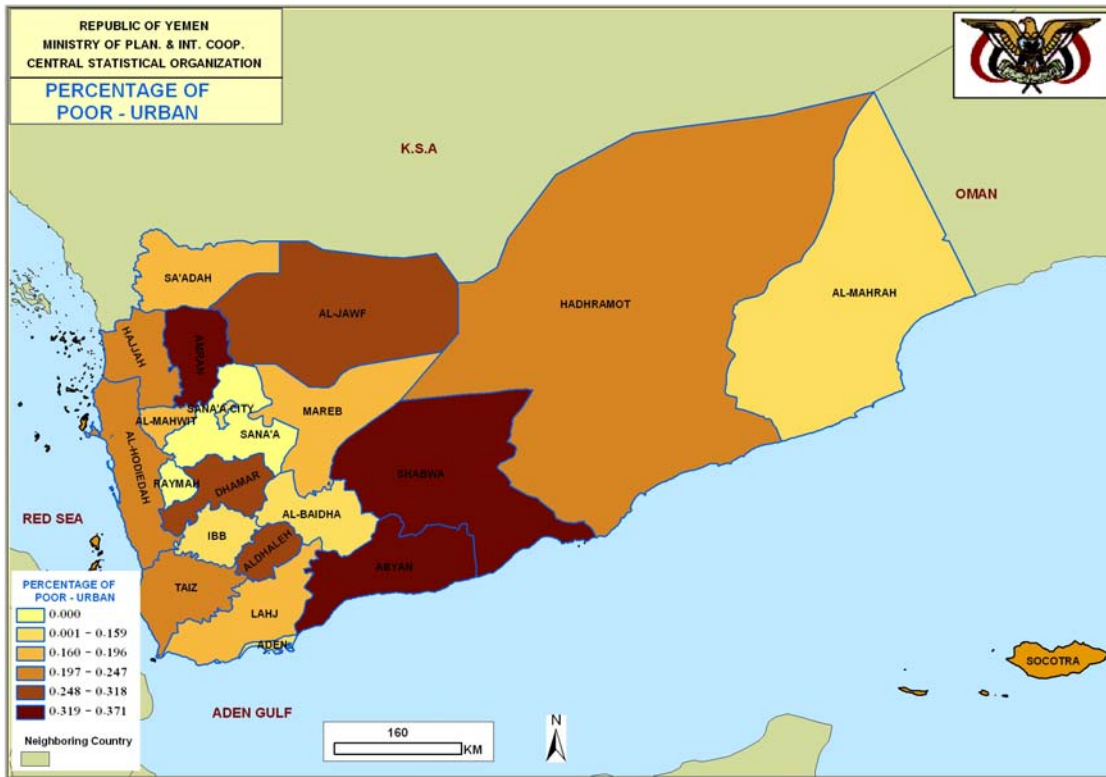 REPUBLIC OF YEMEN
MINISTRY OF PLAN. & INT. COOP.
CENTRAL STATISTICAL ORGANIZATION
PERCENTAGE OF
POOR - URBAN
K.S.A
OMAN
SA'ADAH
AL-JAWF
HADHRAMOT
AL-MAHRAH
HAJJAH
AMRAN
SANA'A CITY
MAREB
AL-MAHWIT
SANA'A
AL-HODIEDAH
RAYMAH
DHAMAR
SHABWA
AL-BAIDHA
RED SEA
IBB
ALDHALEH
ABYAN
TAIZ
LAHJ
ADEN
SOCOTRA
ADEN GULF
PERCENTAGE OF
POOR - URBAN
0.000
0.001 - 0.159
0.160 - 0.196
0.197 - 0.247
0.248 - 0.318
0.319 - 0.371
Neighboring Country
160
KM
N